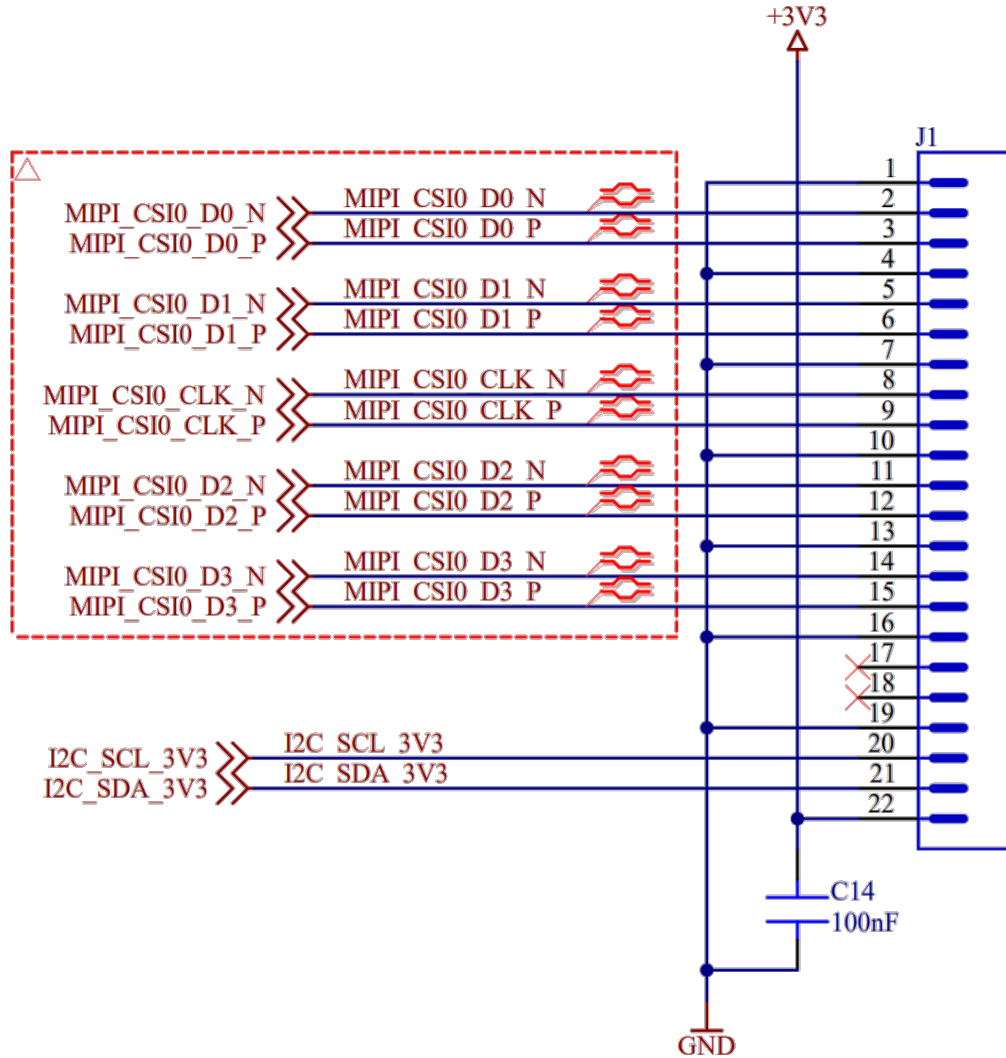 +3V3
J1
1
MIPI_CSI0_D0_N MIPI_CSI0_D0_N 2
MIPI_CSI0_D0_P MIPI_CSI0_D0_P 3
4
MIPI_CSI0_D1_N MIPI_CSI0_D1_N 5
MIPI_CSI0_D1_P MIPI_CSI0_D1_P 6
7
MIPI_CSI0_CLK_N MIPI_CSI0_CLK_N 8
MIPI_CSI0_CLK_P MIPI_CSI0_CLK_P 9
10
MIPI_CSI0_D2_N MIPI_CSI0_D2_N 11
MIPI_CSI0_D2_P MIPI_CSI0_D2_P 12
13
MIPI_CSI0_D3_N MIPI_CSI0_D3_N 14
MIPI_CSI0_D3_P MIPI_CSI0_D3_P 15
16
17
18
19
I2C_SCL_3V3 I2C_SCL_3V3 20
I2C_SDA_3V3 I2C_SDA_3V3 21
22
C14
100nF
GND